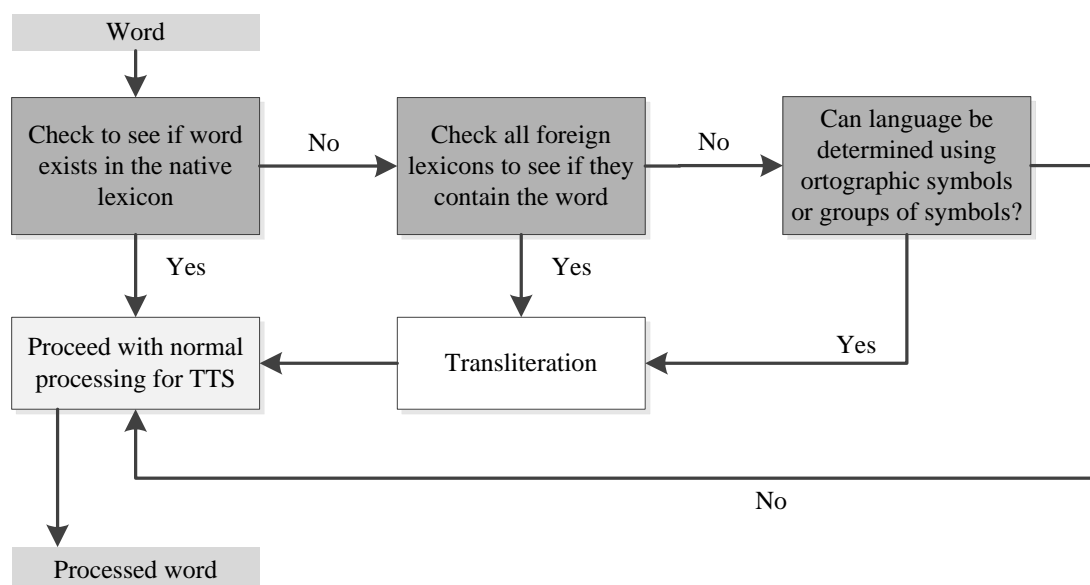 Word
Check to see if word
exists in the native
lexicon
No
Check all foreign
lexicons to see if they
contain the word
No
Can language be
determined using
ortographic symbols
or groups of symbols?
Yes
Yes
Proceed with normal
processing for TTS
Transliteration
Yes
No
Processed word